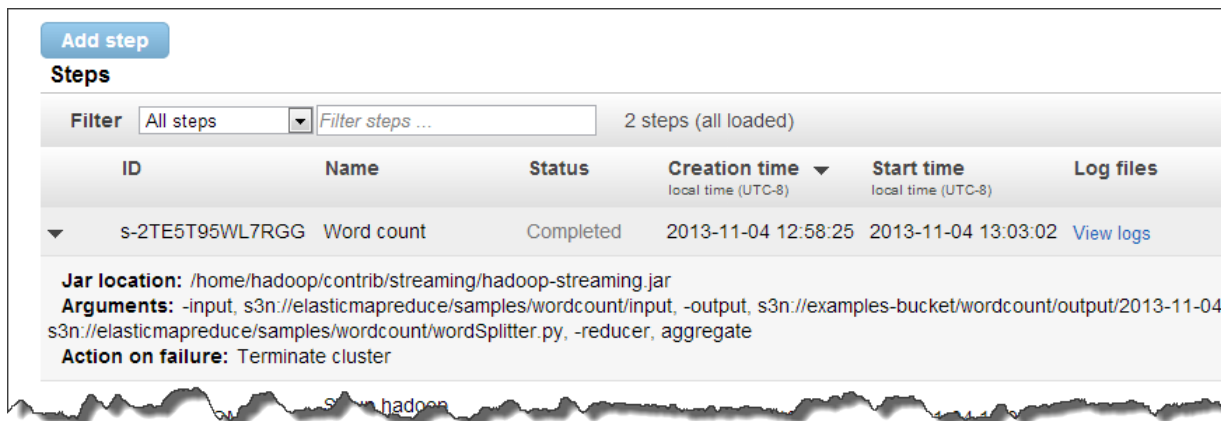 Add step
Steps
Filter All steps Filter steps ... 2 steps (all loaded)
ID Name Status Creation time Start time Log files
local time (UTC-8) local time (UTC-8)
s-2TE5T95WL7RGG Word count Completed 2013-11-04 12:58:25 2013-11-04 13:03:02 View logs
Jar location: /home/hadoop/contrib/streaming/hadoop-streaming.jar
Arguments: -input, s3n://elasticmapreduce/samples/wordcount/input, -output, s3n://examples-bucket/wordcount/output/2013-11-04
s3n://elasticmapreduce/samples/wordcount/wordSplitter.py, -reducer, aggregate
Action on failure: Terminate cluster
hadoop